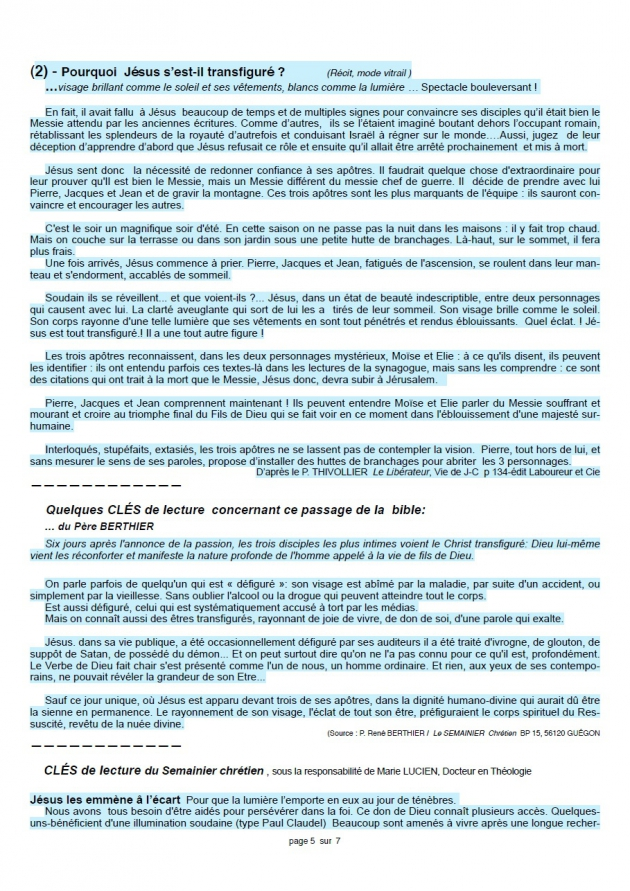 (2) - Pourquoi  Jésus s'est-il transfiguré ?          (Récit, mode vitrail )
…visage brillant comme le soleil et ses vêtements, blancs comme la lumière … Spectacle bouleversant !
En fait, il avait fallu  à Jésus  beaucoup de temps et de multiples signes pour convaincre ses disciples qu'il était bien le
Messie attendu par les anciennes écritures. Comme d'autres,  ils se l'étaient imaginé boutant dehors l'occupant romain,
rétablissant les splendeurs de la royauté d'autrefois et conduisant Israël à régner sur le monde….Aussi, jugez  de leur
déception d'apprendre d'abord que Jésus refusait ce rôle et ensuite qu'il allait être arrêté prochainement  et mis à mort.
Jésus sent donc  la nécessité de redonner confiance à ses apôtres. Il faudrait quelque chose d'extraordinaire pour
leur prouver qu'Il est bien le Messie, mais un Messie différent du messie chef de guerre. Il  décide de prendre avec lui
Pierre, Jacques et Jean et de gravir la montagne. Ces trois apôtres sont les plus marquants de l'équipe : ils sauront con-
vaincre et encourager les autres.
C'est le soir un magnifique soir d'été. En cette saison on ne passe pas la nuit dans les maisons : il y fait trop chaud.
Mais on couche sur la terrasse ou dans son jardin sous une petite hutte de branchages. Là-haut, sur le sommet, il fera
plus frais.
Une fois arrivés, Jésus commence à prier. Pierre, Jacques et Jean, fatigués de l'ascension, se roulent dans leur man-
teau et s'endorment, accablés de sommeil.
Soudain ils se réveillent... et que voient-ils ?... Jésus, dans un état de beauté indescriptible, entre deux personnages
qui causent avec lui. La clarté aveuglante qui sort de lui les a  tirés de leur sommeil. Son visage brille comme le soleil.
Son corps rayonne d'une telle lumière que ses vêtements en sont tout pénétrés et rendus éblouissants.  Quel éclat. ! Jé-
sus est tout transfiguré.! Il a une tout autre figure !
Les trois apôtres reconnaissent, dans les deux personnages mystérieux, Moïse et Elie : à ce qu'ils disent, ils peuvent
les identifier : ils ont entendu parfois ces textes-là dans les lectures de la synagogue, mais sans les comprendre : ce sont
des citations qui ont trait à la mort que le Messie, Jésus donc, devra subir à Jérusalem.
Pierre, Jacques et Jean comprennent maintenant ! Ils peuvent entendre Moïse et Elie parler du Messie souffrant et
mourant et croire au triomphe final du Fils de Dieu qui se fait voir en ce moment dans l'éblouissement d'une majesté sur-
humaine.
Interloqués, stupéfaits, extasiés, les trois apôtres ne se lassent pas de contempler la vision.  Pierre, tout hors de lui, et
sans mesurer le sens de ses paroles, propose d'installer des huttes de branchages pour abriter  les 3 personnages.
D'après le P. THIVOLLIER  Le Libérateur, Vie de J-C  p 134-édit Laboureur et Cie
— — — — — — — — — — — —
Quelques CLÉS de lecture  concernant ce passage de la  bible:
… du Père BERTHIER
Six jours après l'annonce de la passion, les trois disciples les plus intimes voient le Christ transfiguré: Dieu lui-même
vient les réconforter et manifeste la nature profonde de l'homme appelé à la vie de fils de Dieu.
On parle parfois de quelqu'un qui est « défiguré »: son visage est abîmé par la maladie, par suite d'un accident, ou
simplement par la vieillesse. Sans oublier l'alcool ou la drogue qui peuvent atteindre tout le corps.
Est aussi défiguré, celui qui est systématiquement accusé à tort par les médias.
Mais on connaît aussi des êtres transfigurés, rayonnant de joie de vivre, de don de soi, d'une parole qui exalte.
Jésus. dans sa vie publique, a été occasionnellement défiguré par ses auditeurs il a été traité d'ivrogne, de glouton, de
suppôt de Satan, de possédé du démon... Et on peut surtout dire qu'on ne l'a pas connu pour ce qu'il est, profondément.
Le Verbe de Dieu fait chair s'est présenté comme l'un de nous, un homme ordinaire. Et rien, aux yeux de ses contempo-
rains, ne pouvait révéler la grandeur de son Etre...
Sauf ce jour unique, où Jésus est apparu devant trois de ses apôtres, dans la dignité humano-divine qui aurait dû être
la sienne en permanence. Le rayonnement de son visage, l'éclat de tout son être, préfiguraient le corps spirituel du Res-
suscité, revêtu de la nuée divine.
(Source : P. René BERTHIER /  Le SEMAINIER  Chrétien  BP 15, 56120 GUÉGON
— — — — — — — — — — — —
CLÉS de lecture du Semainier chrétien , sous la responsabilité de Marie LUCIEN, Docteur en Théologie
Jésus les emmène à l'écart  Pour que la lumière l'emporte en eux au jour de ténèbres.
Nous avons  tous besoin d'être aidés pour persévérer dans la foi. Ce don de Dieu connaît plusieurs accès. Quelques-
uns-bénéficient d'une illumination soudaine (type Paul Claudel)  Beaucoup sont amenés à vivre après une longue recher-
page 5  sur  7